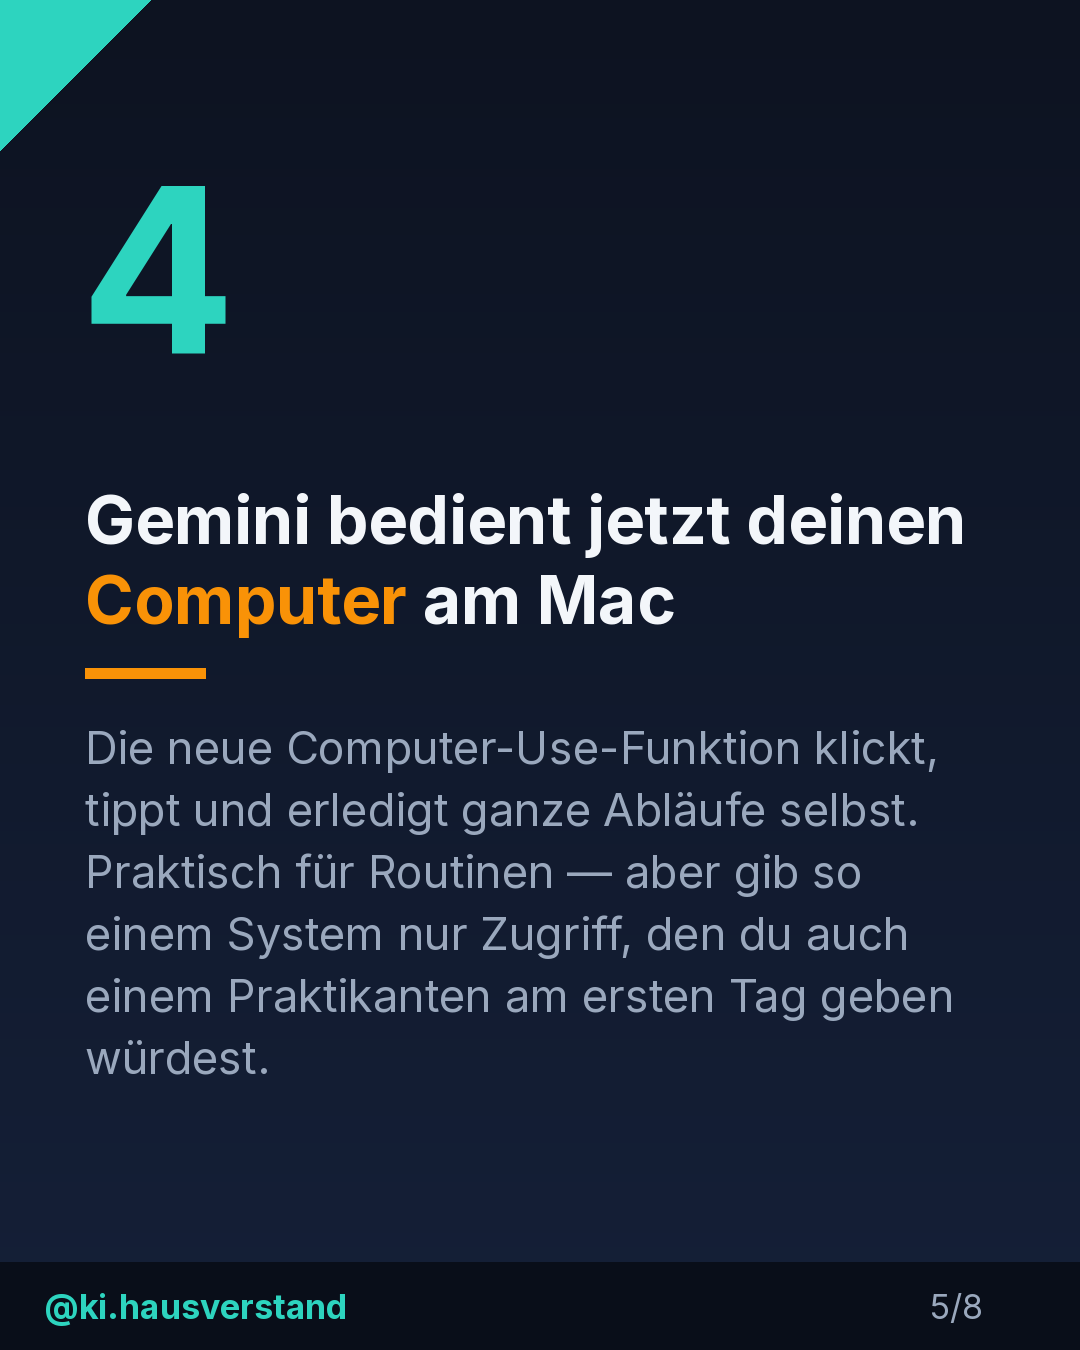 4
Gemini bedient jetzt deinen
Computer am Mac
Die neue Computer-Use-Funktion klickt,
tippt und erledigt ganze Abläufe selbst.
Praktisch für Routinen — aber gib so
einem System nur Zugriff, den du auch
einem Praktikanten am ersten Tag geben
würdest.
@ki.hausverstand
5/8